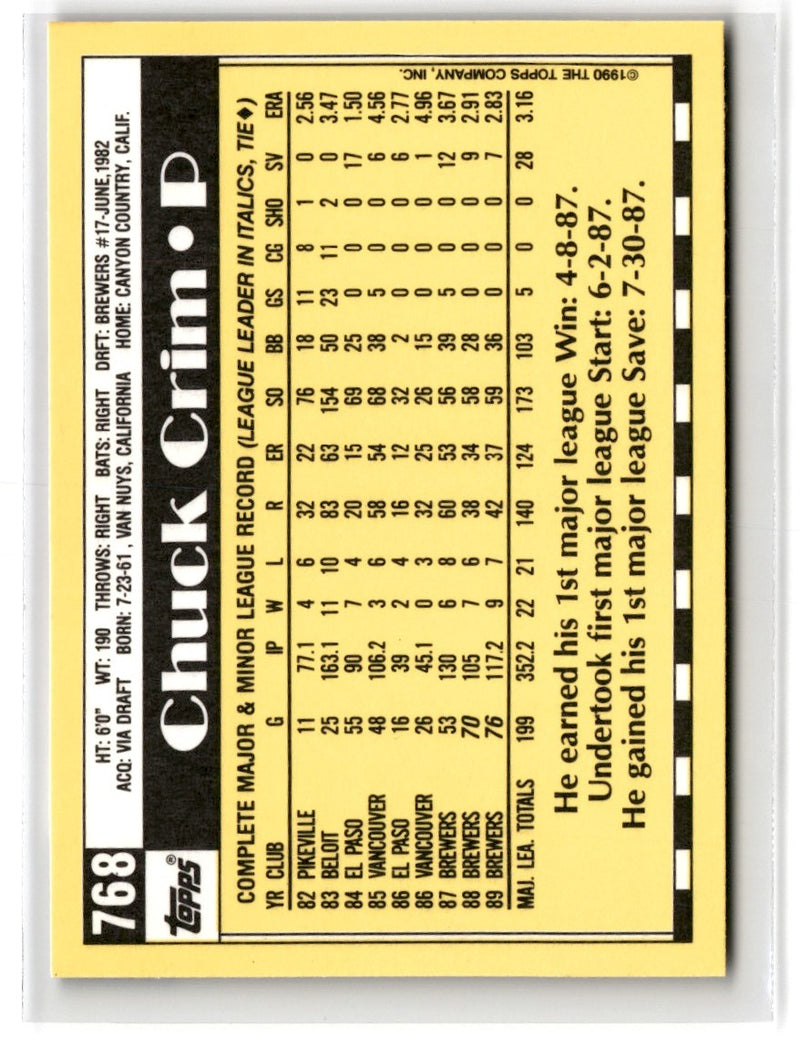 768
HT: 6'0" WT: 190 THROWS: RIGHT BATS: RIGHT DRFT: BREWERS #17-JUNE,1982
ACQ: VIA DRAFT BORN: 7-23-61, VAN NUYS, CALIFORNIA HOME: CANYON COUNTRY, CALIF.
topps®
Chuck Crim • P
COMPLETE MAJOR & MINOR LEAGUE RECORD (LEAGUE LEADER IN ITALICS, TIE♦)
YR CLUB G IP W L R ER SO BB GS CG SHO SV ERA
82 PIKEVILLE 11 77.1 4 6 32 22 76 18 11 8 1 0 2.56
83 BELOIT 25 163.1 11 10 83 63 154 50 23 11 2 0 3.47
84 EL PASO 55 90 7 4 20 15 69 25 0 0 0 17 1.50
85 VANCOUVER 48 106.2 3 6 58 54 68 38 5 0 0 6 4.56
86 EL PASO 16 39 2 4 16 12 32 2 0 0 0 6 2.77
86 VANCOUVER 26 45.1 0 3 32 25 26 15 0 0 0 1 4.96
87 BREWERS 53 130 6 8 60 53 56 39 5 0 0 12 3.67
88 BREWERS 70 105 7 6 38 34 58 28 0 0 0 9 2.91
89 BREWERS 76 117.2 9 7 42 37 59 36 0 0 0 7 2.83
MAJ. LEA. TOTALS 199 352.2 22 21 140 124 173 103 5 0 0 28 3.16
He earned his 1st major league Win: 4-8-87.
Undertook first major league Start: 6-2-87.
He gained his 1st major league Save: 7-30-87.
©1990 THE TOPPS COMPANY, INC.